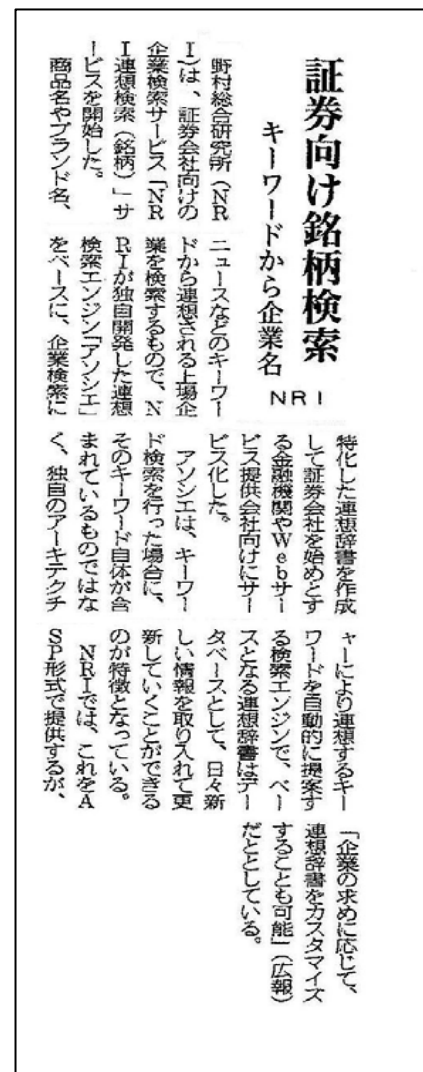 証券向け銘柄検索
キーワードから企業名
NRI
野村総合研究所(NR
I)は、証券会社向けの
企業検索サービス「NR
I連想検索(銘柄)」サ
ービスを開始した。
商品名やブランド名、
ニュースなどのキーワー
ドから連想される上場企
業を検索するもので、N
RIが独自開発した連想
検索エンジン「アソシエ」
をベースに、企業検索に
特化した連想辞書を作成
して証券会社を始めとす
る金融機関やWebサー
ビス提供会社向けにサー
ビス化した。
アソシエは、キーワー
ド検索を行った場合に、
そのキーワード自体が含
まれているものではな
く、独自のアーキテクチ
ャーにより連想するキー
ワードを自動的に提案す
る検索エンジンで、ベー
スとなる連想辞書はデー
タベースとして、日々新
しい情報を取り入れて更
新していくことができる
のが特徴となっている。
NRIでは、これをA
SP形式で提供するが、
「企業の求めに応じて、
連想辞書をカスタマイズ
することも可能」(広報)
だととしている。